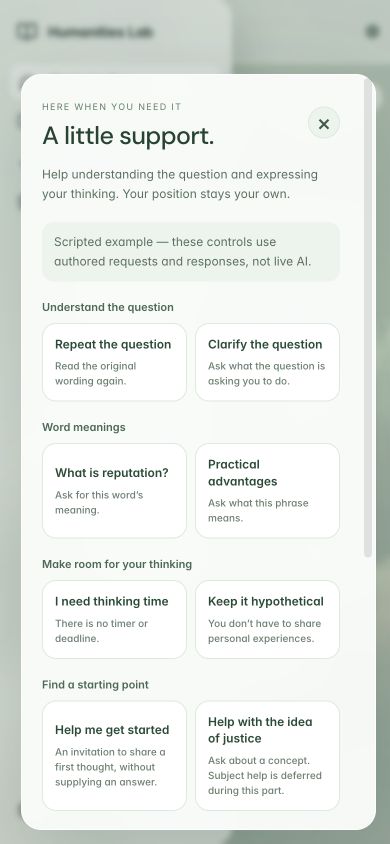 Humanities Lab
HERE WHEN YOU NEED IT
A little support.
Help understanding the question and expressing
your thinking. Your position stays your own.
Scripted example — these controls use
authored requests and responses, not live AI.
Understand the question
Repeat the question
Read the original
wording again.
Clarify the question
Ask what the question is
asking you to do.
Word meanings
What is reputation?
Ask for this word’s
meaning.
Practical
advantages
Ask what this phrase
means.
Make room for your thinking
I need thinking time
There is no timer or
deadline.
Keep it hypothetical
You don’t have to share
personal experiences.
Find a starting point
Help me get started
An invitation to share a
first thought, without
supplying an answer.
Help with the idea
of justice
Ask about a concept.
Subject help is deferred
during this part.